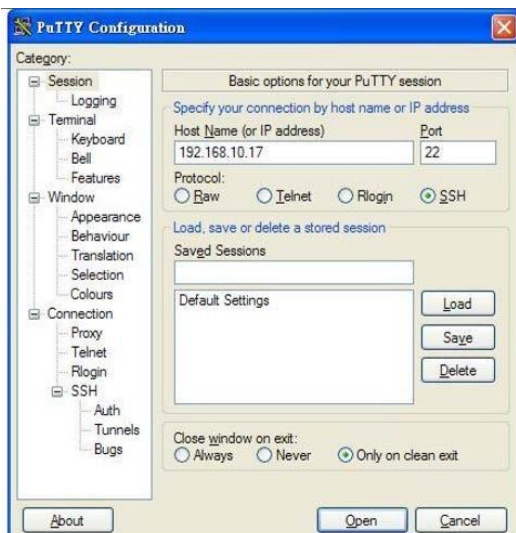 PuTTY Configuration
Category:
Session
Logging
Terminal
Keyboard
Bell
Features
Window
Appearance
Behaviour
Translation
Selection
Colours
Connection
Proxy
Telnet
Rlogin
SSH
Auth
Tunnels
Bugs
Basic options for your PuTTY session
Specify your connection by host name or IP address
Host Name (or IP address) Port
192.168.10.17 22
Protocol:
Raw Telnet Rlogin SSH
Load, save or delete a stored session
Saved Sessions
Default Settings
Load
Save
Delete
Close window on exit:
Always Never Only on clean exit
About Open Cancel